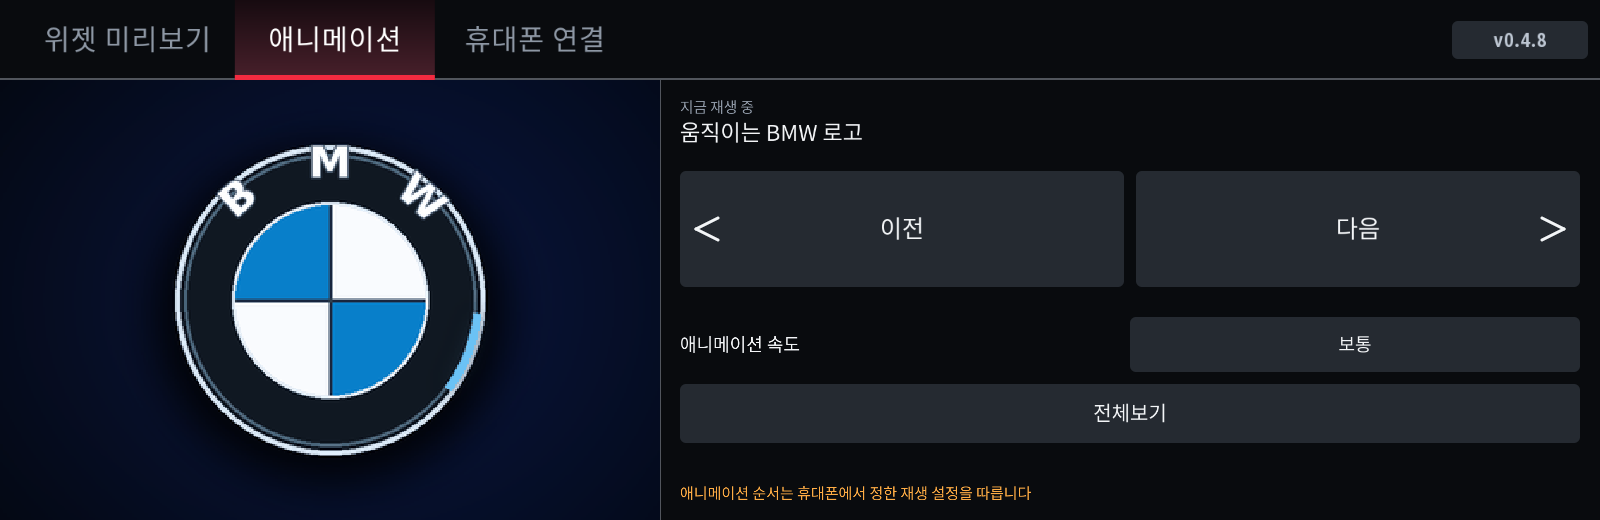 위젯 미리보기
애니메이션
휴대폰 연결
v0.4.8
B M W
지금 재생 중
움직이는 BMW 로고
< 이전
다음 >
애니메이션 속도
보통
전체보기
애니메이션 순서는 휴대폰에서 정한 재생 설정을 따릅니다